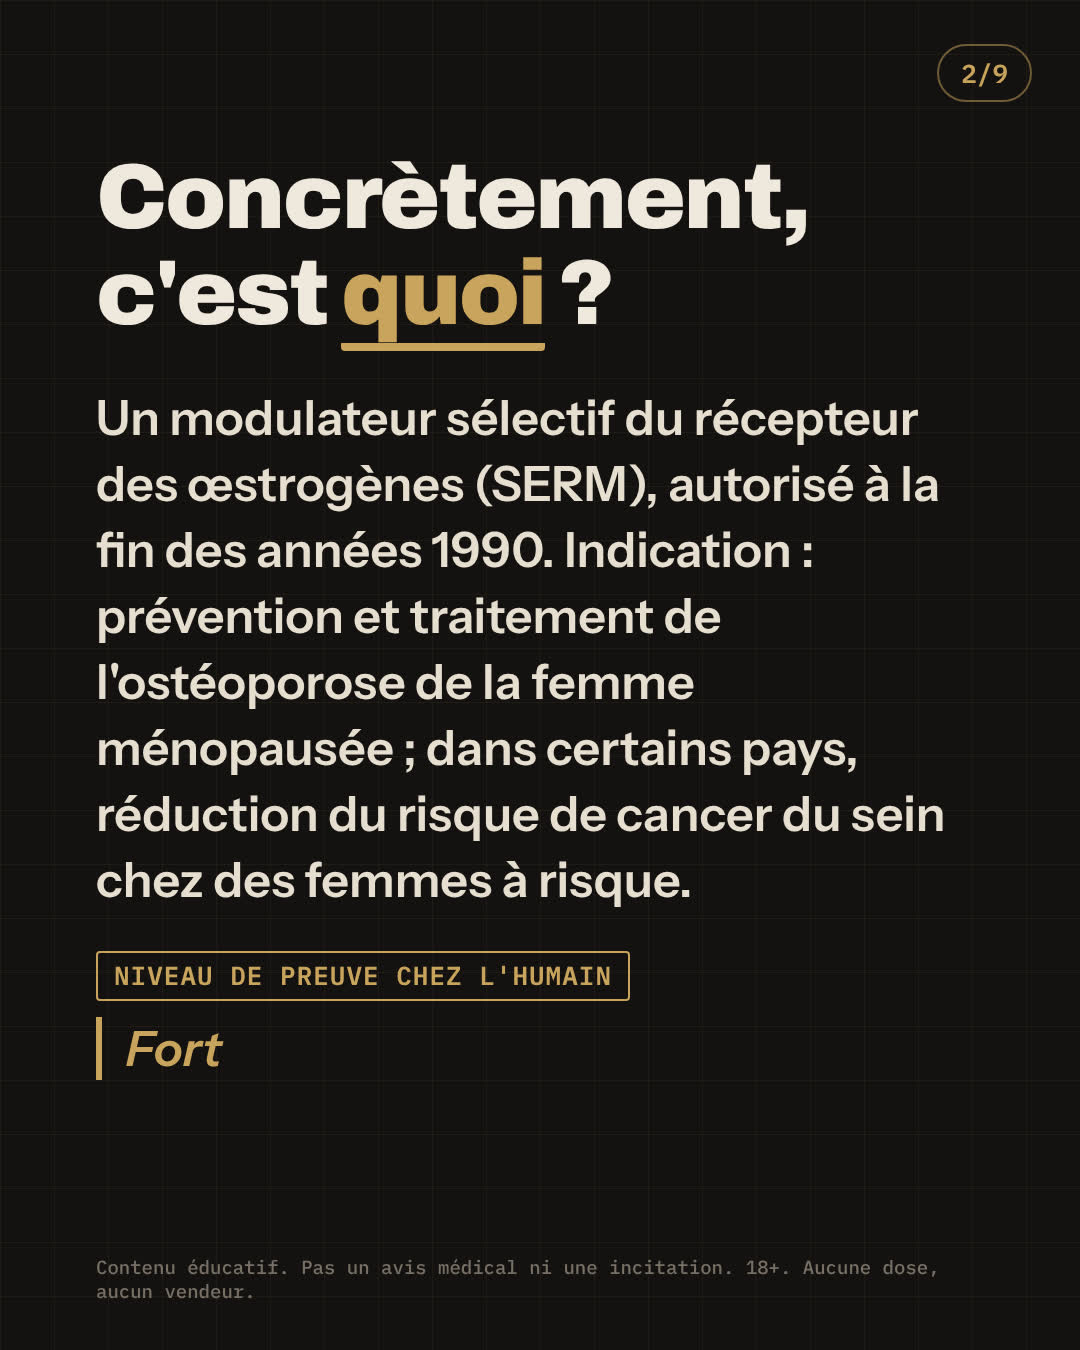 2/9
Concrètement,
c'est quoi ?
Un modulateur sélectif du récepteur
des œstrogènes (SERM), autorisé à la
fin des années 1990. Indication :
prévention et traitement de
l'ostéoporose de la femme
ménopausée ; dans certains pays,
réduction du risque de cancer du sein
chez des femmes à risque.
NIVEAU DE PREUVE CHEZ L'HUMAIN
Fort
Contenu éducatif. Pas un avis médical ni une incitation. 18+. Aucune dose,
aucun vendeur.